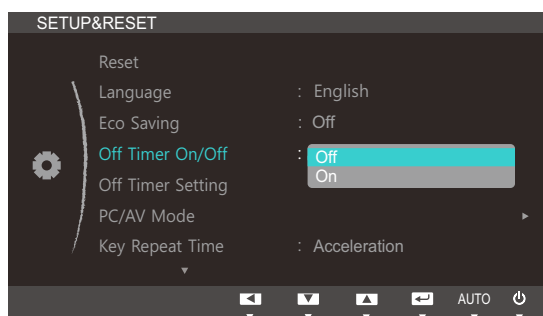 SETUP&RESET
Reset
Language : English
Eco Saving : Off
Off Timer On/Off : Off
On
Off Timer Setting
PC/AV Mode
Key Repeat Time : Acceleration
AUTO